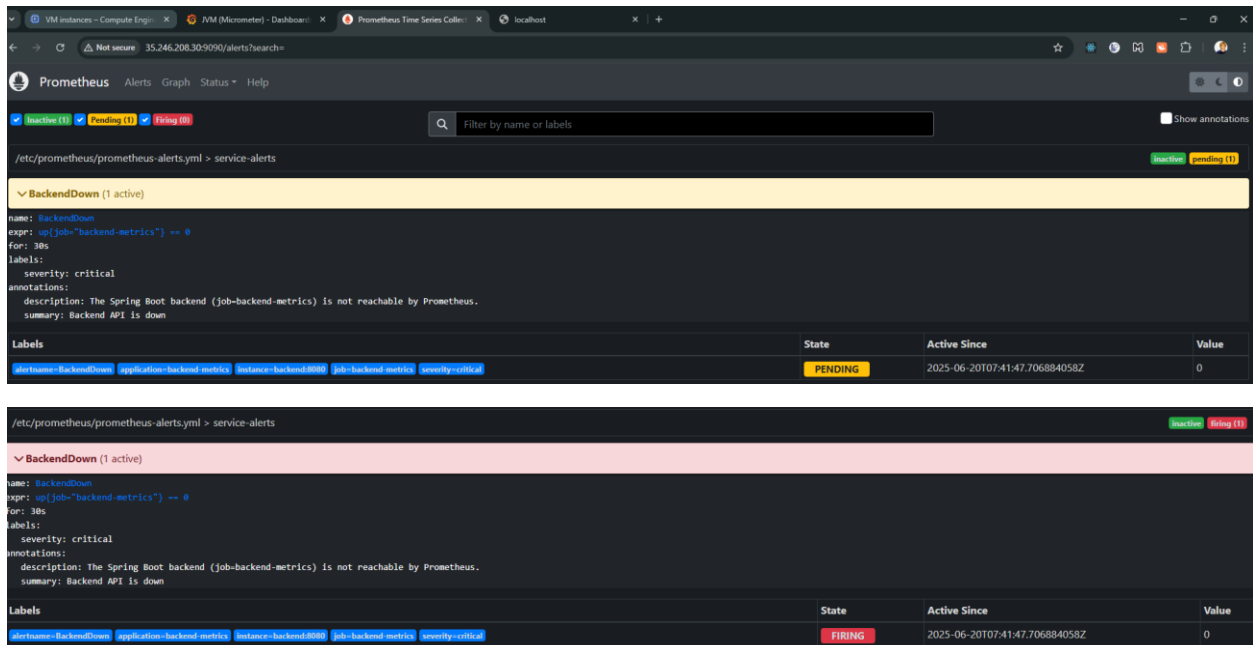 VM instances – Compute Engin
JVM (Micrometer) - Dashboard
Prometheus Time Series Collec
localhost
Not secure 35.246.208.30:9090/alerts?search=
Prometheus Alerts Graph Status Help
Inactive (1) Pending (1) Firing (0) Filter by name or labels Show annotations
/etc/prometheus/prometheus-alerts.yml > service-alerts inactive pending (1)
BackendDown (1 active)
name: BackendDown
expr: up{job="backend-metrics"} == 0
for: 30s
labels:
severity: critical
annotations:
description: The Spring Boot backend (job=backend-metrics) is not reachable by Prometheus.
summary: Backend API is down
Labels State Active Since Value
alertname=BackendDown application=backend-metrics instance=backend:8080 job=backend-metrics severity=critical PENDING 2025-06-20T07:41:47.706884058Z 0
/etc/prometheus/prometheus-alerts.yml > service-alerts inactive firing (1)
BackendDown (1 active)
name: BackendDown
expr: up{job="backend-metrics"} == 0
for: 30s
labels:
severity: critical
annotations:
description: The Spring Boot backend (job=backend-metrics) is not reachable by Prometheus.
summary: Backend API is down
Labels State Active Since Value
alertname=BackendDown application=backend-metrics instance=backend:8080 job=backend-metrics severity=critical FIRING 2025-06-20T07:41:47.706884058Z 0